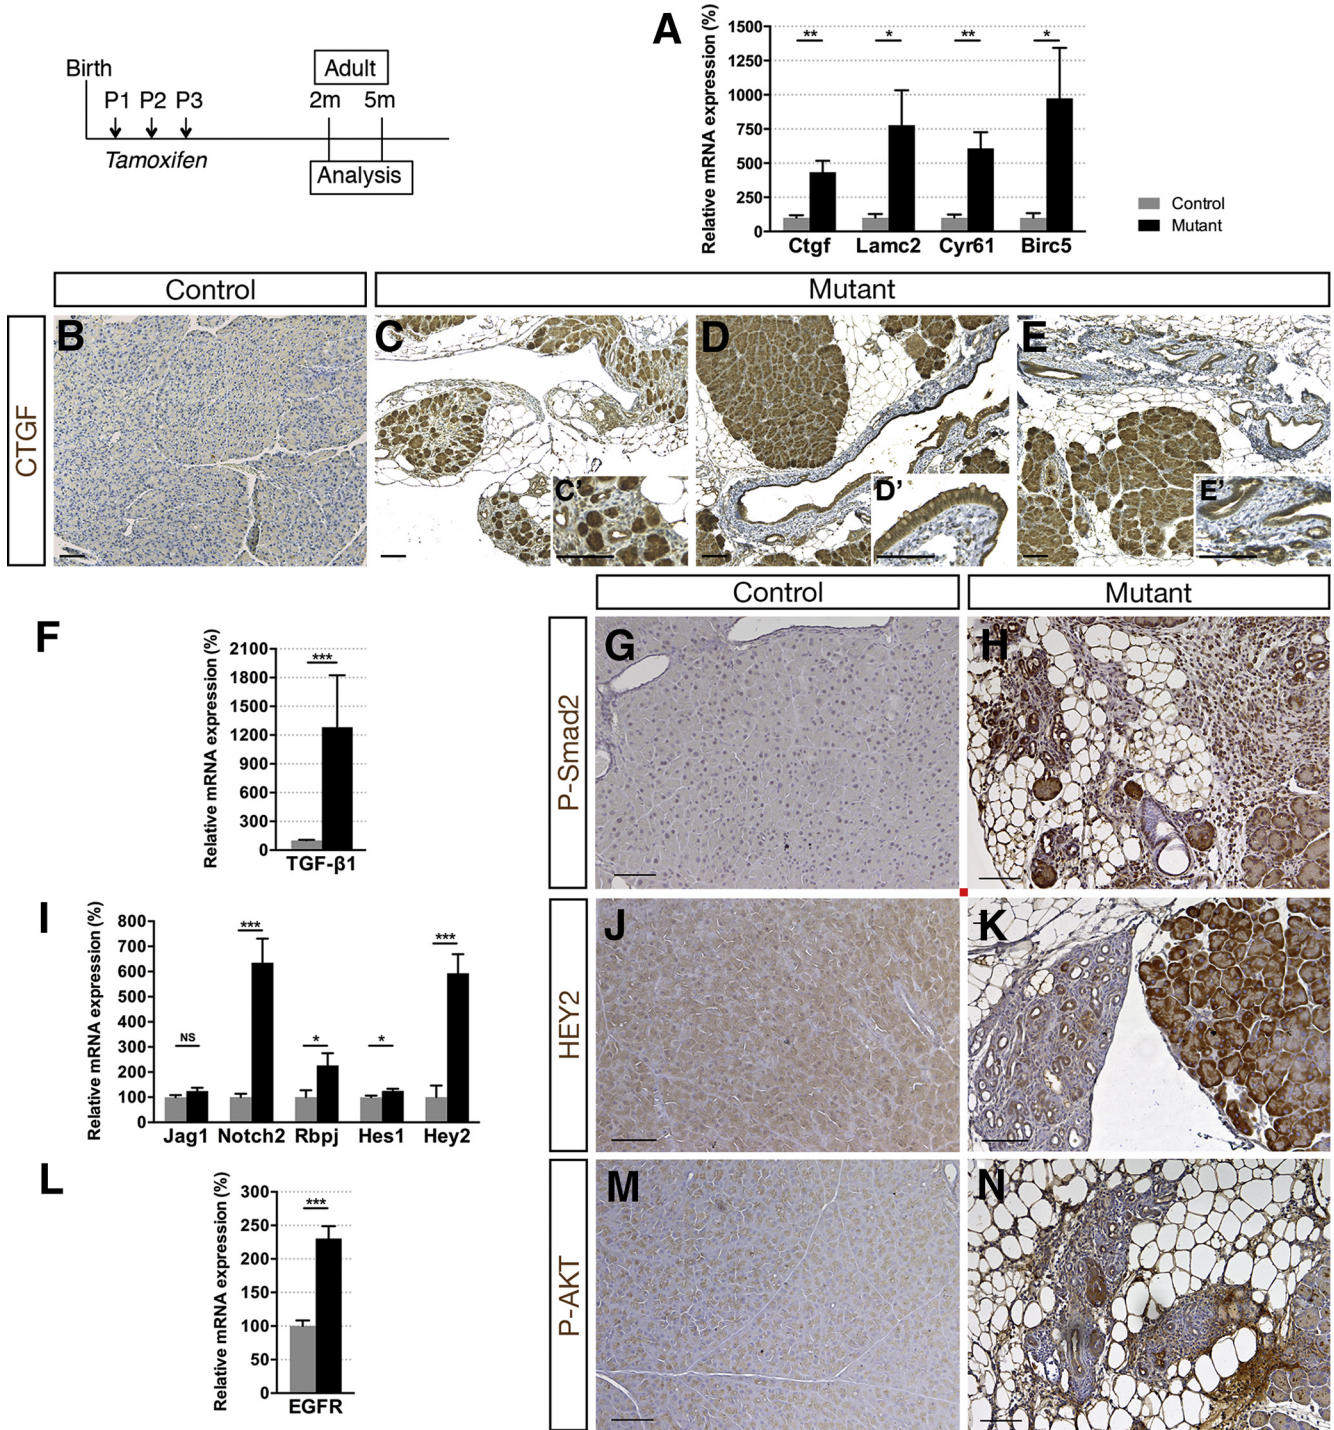 Birth
P1 P2 P3
Tamoxifen
Adult
2m 5m
Analysis
A
Relative mRNA expression (%)
1500
1250
1000
750
500
250
0
** * ** *
Ctgf Lamc2 Cyr61 Birc5
Control
Mutant
Control
Mutant
CTGF
B
C
C'
D
D'
E
E'
F
Relative mRNA expression (%)
2100
1800
1500
1200
900
600
300
0
***
TGF-β1
Control
Mutant
P-Smad2
G
H
I
Relative mRNA expression (%)
800
700
600
500
400
300
200
100
0
NS *** * * ***
Jag1 Notch2 Rbpj Hes1 Hey2
HEY2
J
K
L
Relative mRNA expression (%)
300
250
200
150
100
50
0
***
EGFR
P-AKT
M
N